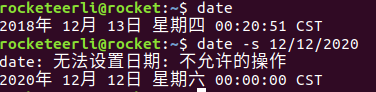 rocketeerli@rocket:~$ date
2018年 12月 13日 星期四 00:20:51 CST
rocketeerli@rocket:~$ date -s 12/12/2020
date: 无法设置日期: 不允许的操作
2020年 12月 12日 星期六 00:00:00 CST